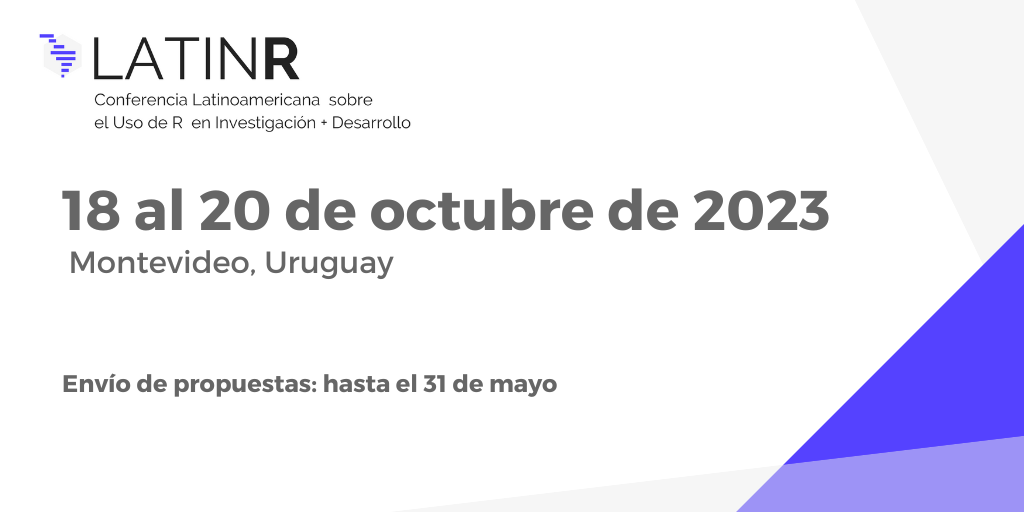 LATINR
Conferencia Latinoamericana sobre
el Uso de R en Investigación + Desarrollo
18 al 20 de octubre de 2023
Montevideo, Uruguay
Envío de propuestas: hasta el 31 de mayo